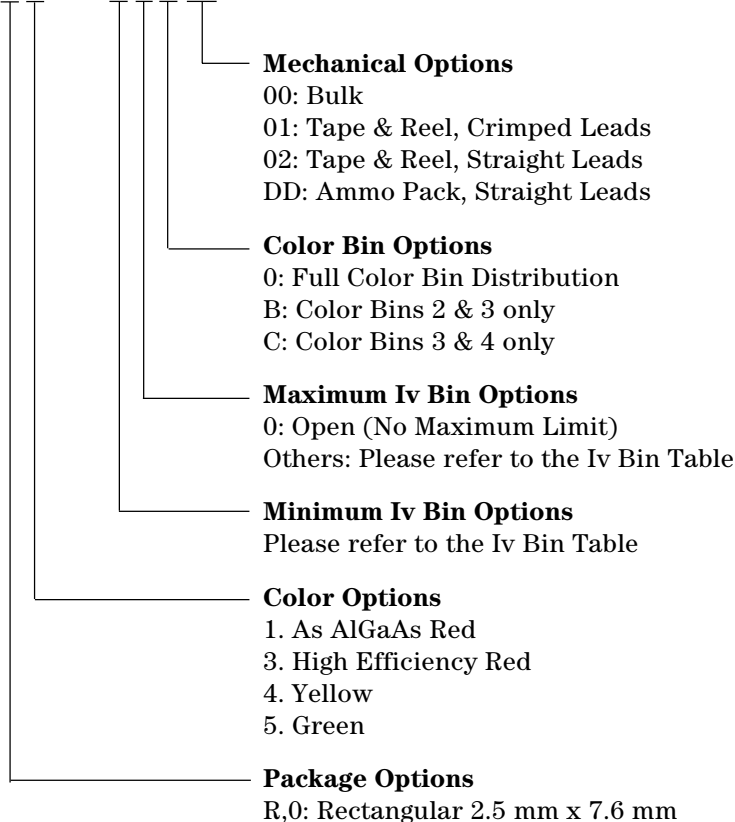 Mechanical Options
00: Bulk
01: Tape & Reel, Crimped Leads
02: Tape & Reel, Straight Leads
DD: Ammo Pack, Straight Leads
Color Bin Options
0: Full Color Bin Distribution
B: Color Bins 2 & 3 only
C: Color Bins 3 & 4 only
Maximum Iv Bin Options
0: Open (No Maximum Limit)
Others: Please refer to the Iv Bin Table
Minimum Iv Bin Options
Please refer to the Iv Bin Table
Color Options
1. As AlGaAs Red
3. High Efficiency Red
4. Yellow
5. Green
Package Options
R,0: Rectangular 2.5 mm x 7.6 mm